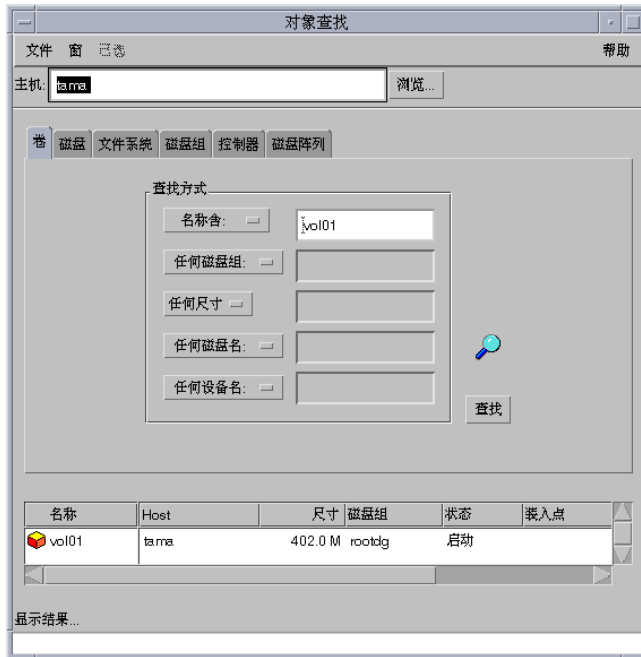 对象查找
文件 窗 已选 帮助
主机: tama 浏览...
卷 磁盘 文件系统 磁盘组 控制器 磁盘阵列
查找方式
名称含: vol01
任何磁盘组:
任何尺寸
任何磁盘名:
任何设备名:
查找
名称 Host 尺寸 磁盘组 状态 装入点
vol01 tama 402.0 M rootdg 启动
显示结果...